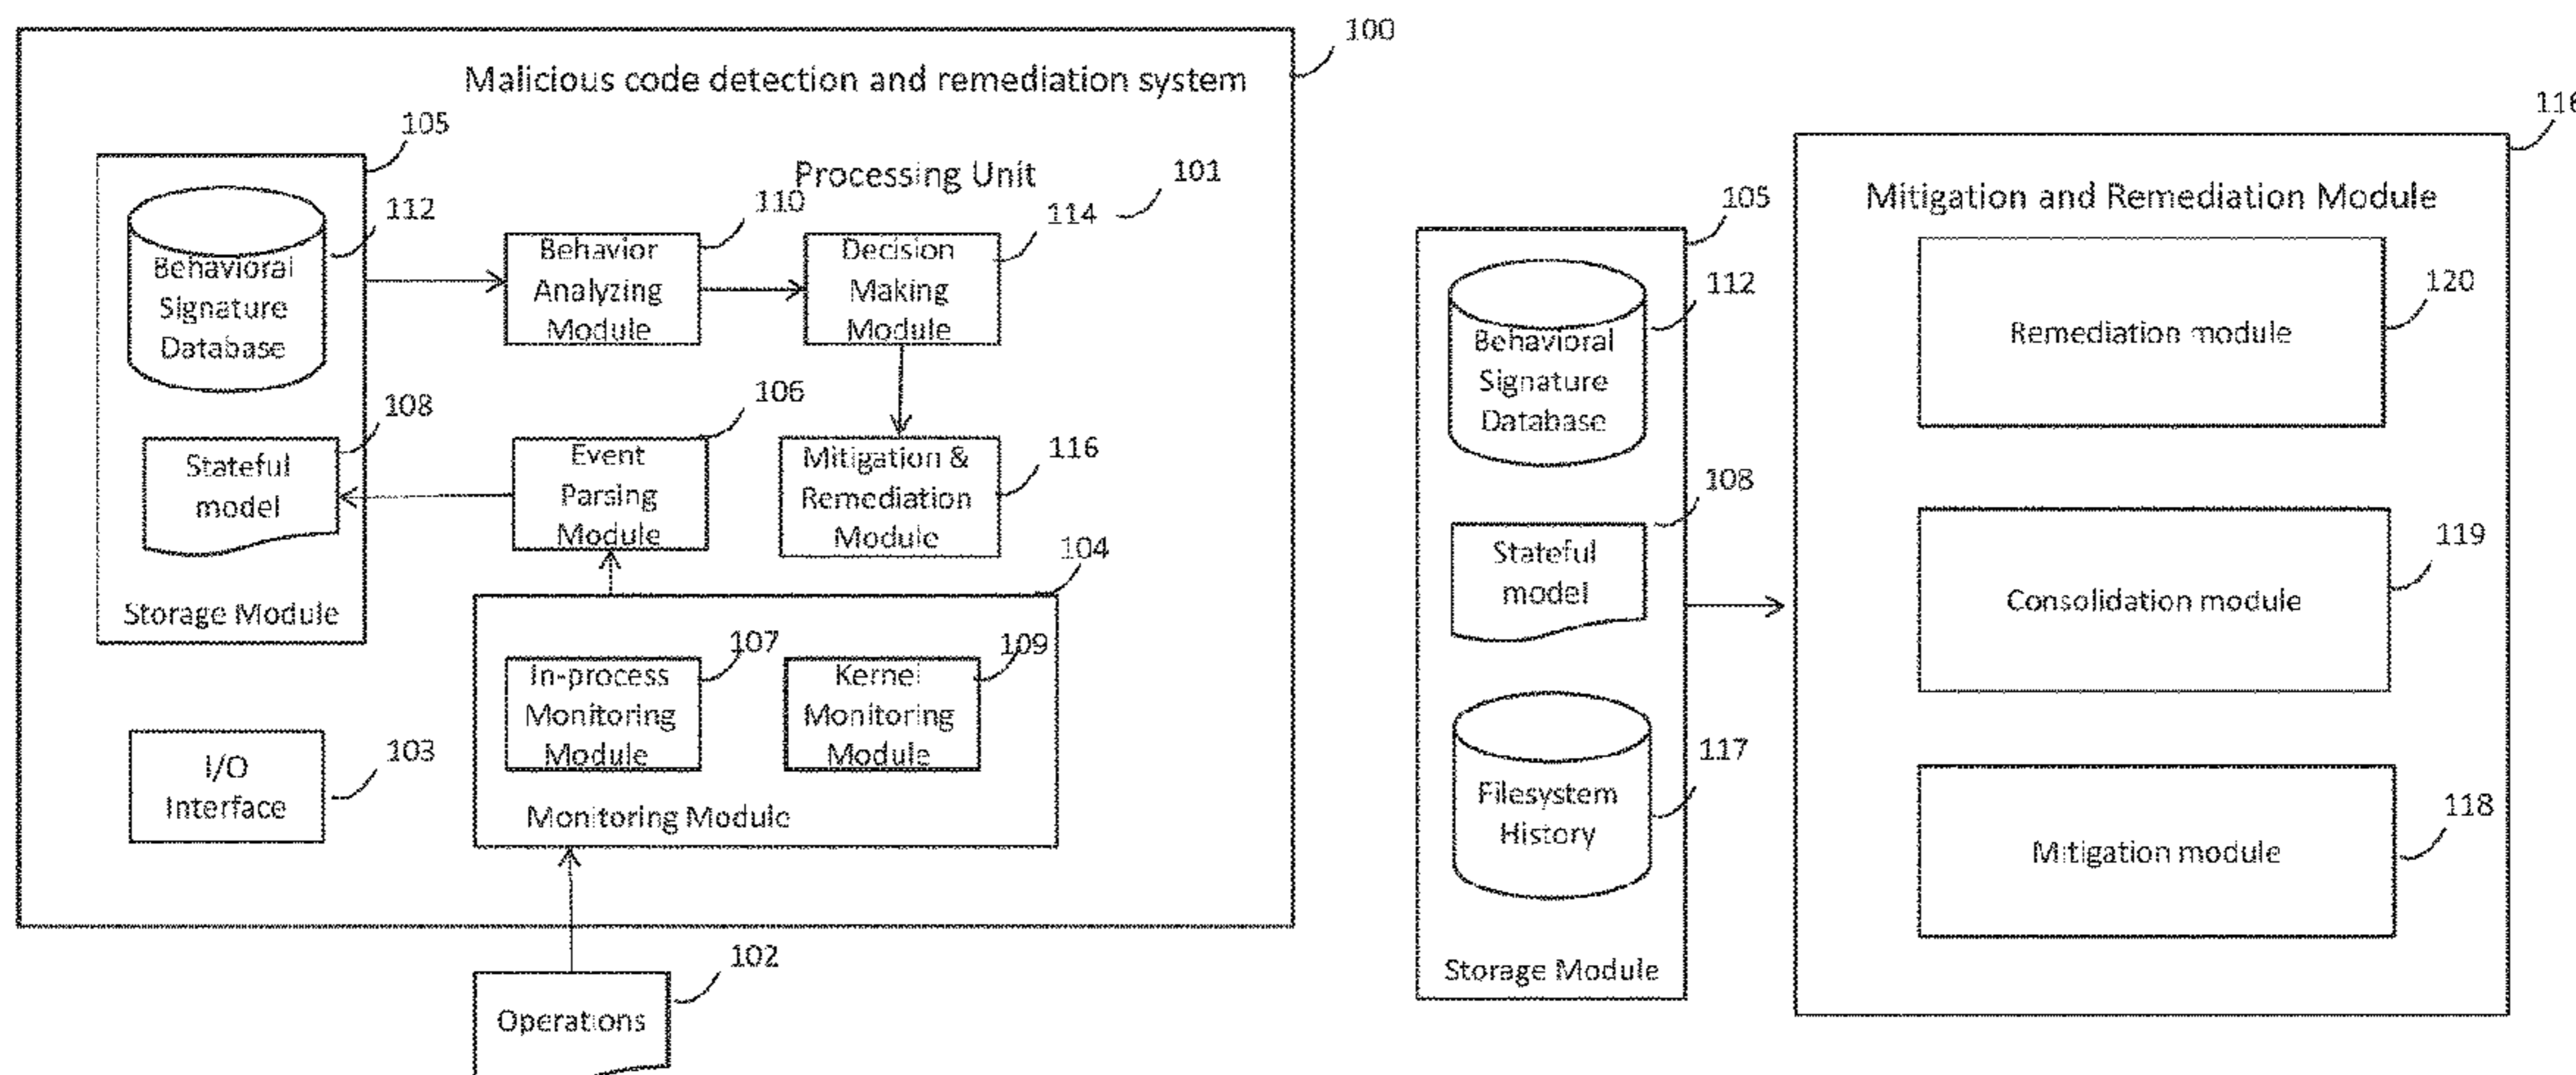 100
Malicious code detection and remediation system
105
Processing Unit
101
112
110
114
Behavioral
Signature
Database
Behavior
Analyzing
Module
Decision
Making
Module
108
106
116
Stateful
model
Event
Parsing
Module
Mitigation &
Remediation
Module
104
Storage Module
107
109
In-process
Monitoring
Module
Kernel
Monitoring
Module
103
I/O
Interface
Monitoring Module
102
Operations
116
105
Mitigation and Remediation Module
112
120
Behavioral
Signature
Database
Remediation module
108
119
Stateful
model
Consolidation module
117
118
Filesystem
History
Mitigation module
Storage Module